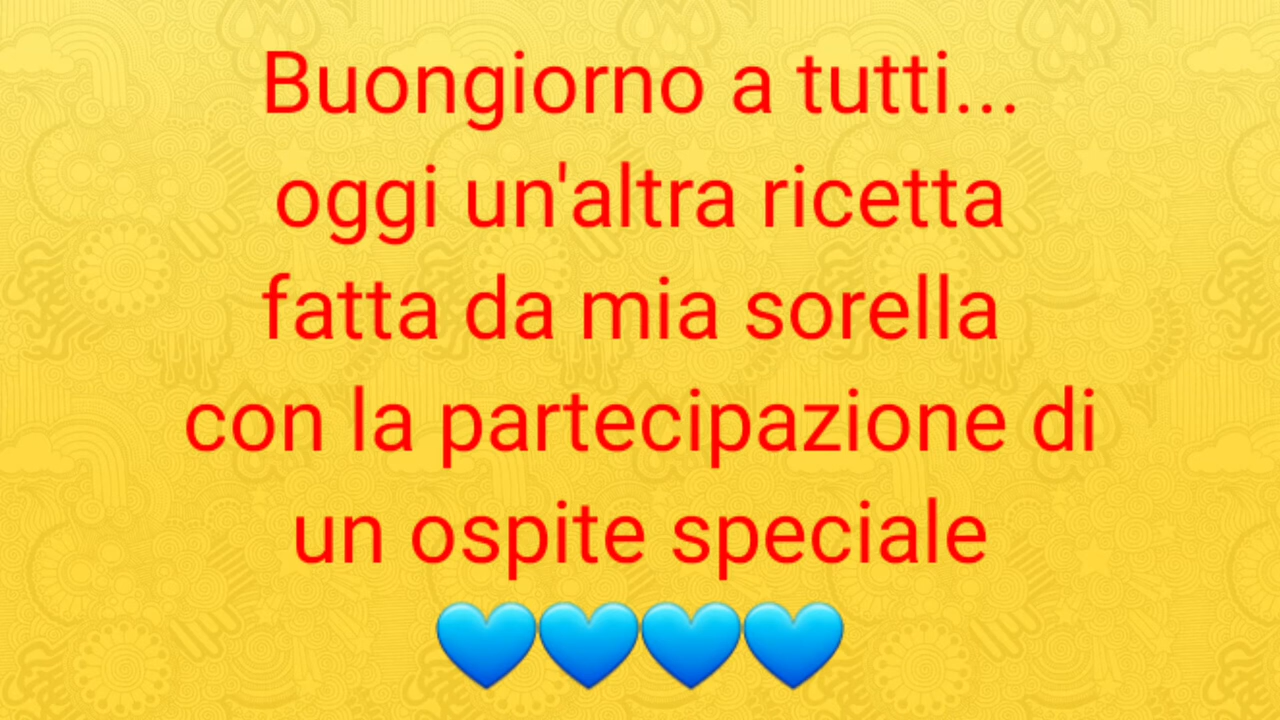 Buongiorno a tutti...
oggi un'altra ricetta
fatta da mia sorella
con la partecipazione di
un ospite speciale
💙💙💙💙